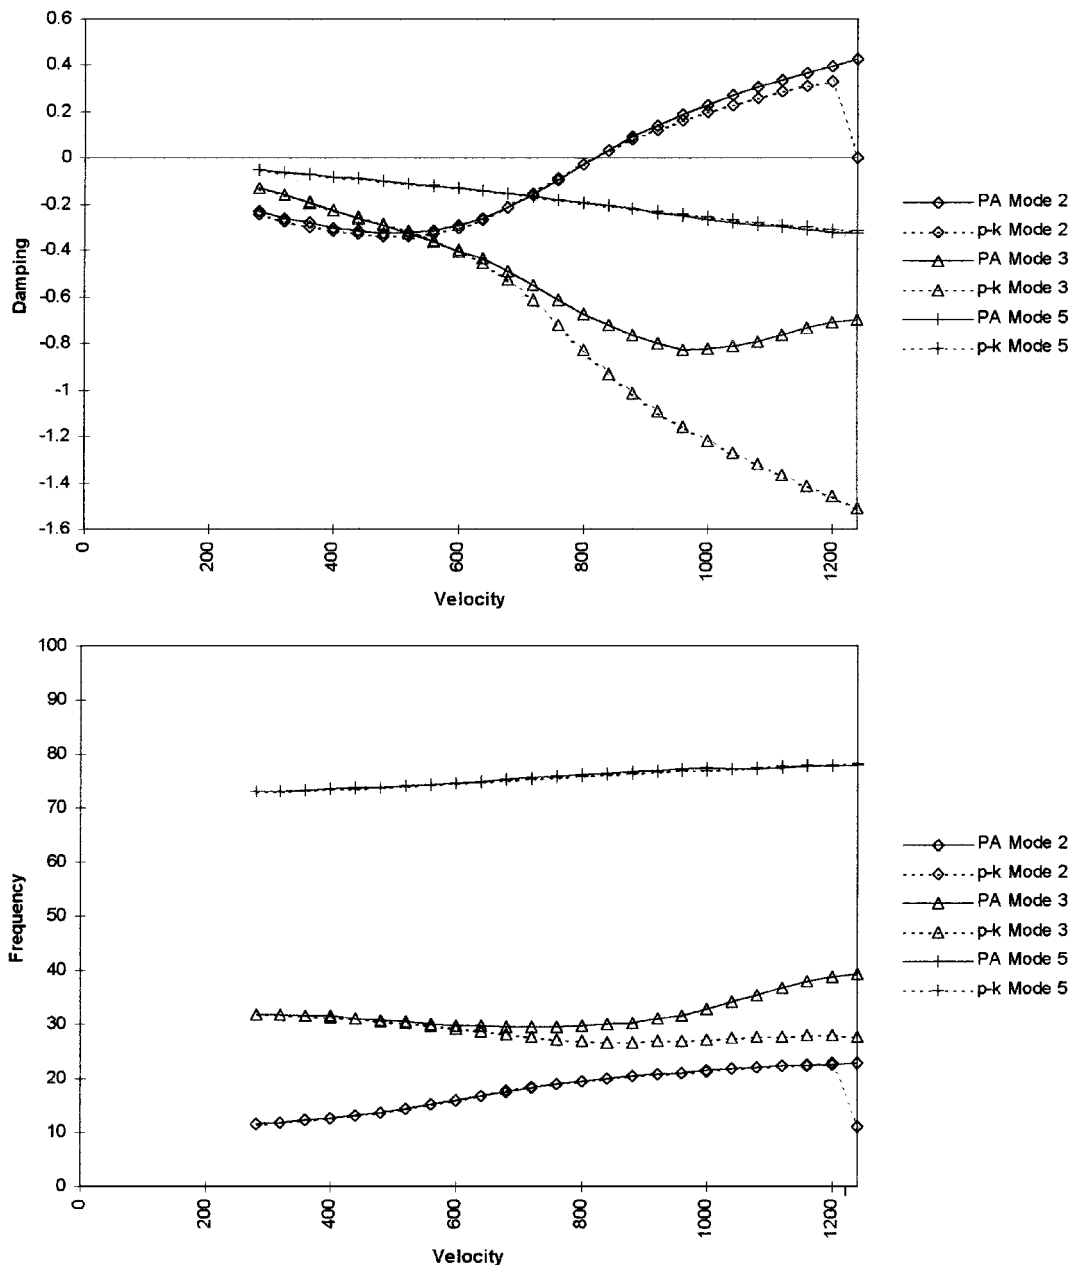 0.6
0.4
0.2
0
-0.2
-0.4
-0.6
-0.8
-1
-1.2
-1.4
-1.6
Damping
0
200
400
600
800
1000
1200
Velocity
PA Mode 2
p-k Mode 2
PA Mode 3
p-k Mode 3
PA Mode 5
p-k Mode 5
100
90
80
70
60
50
40
30
20
10
0
Frequency
0
200
400
600
800
1000
1200
Velocity
PA Mode 2
p-k Mode 2
PA Mode 3
p-k Mode 3
PA Mode 5
p-k Mode 5